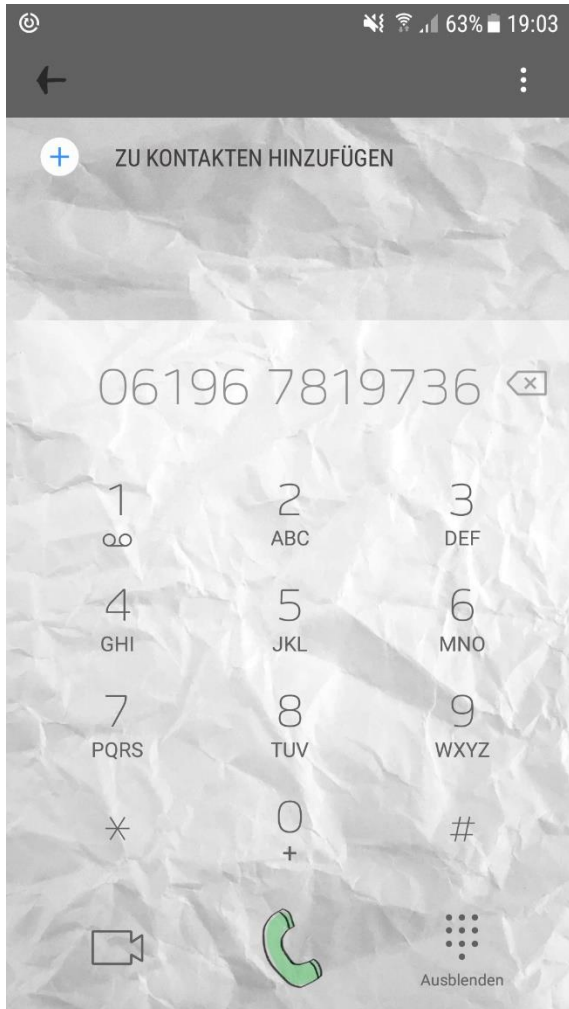 63% 19:03
ZU KONTAKTEN HINZUFÜGEN
06196 7819736
1 2 3
ABC DEF
4 5 6
GHI JKL MNO
7 8 9
PQRS TUV WXYZ
* 0 #
+
Ausblenden